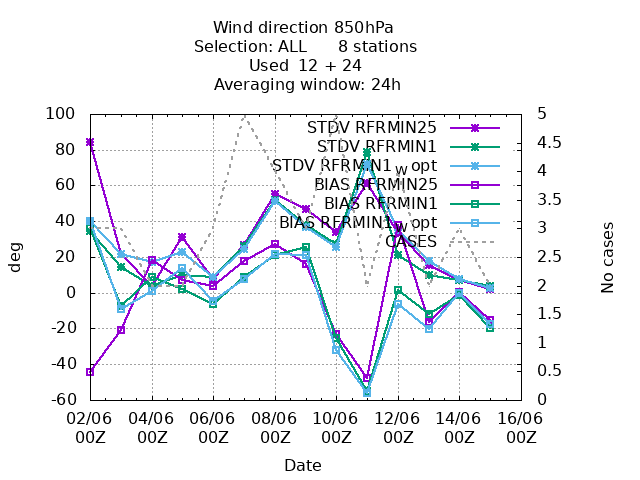 Wind direction 850hPa
Selection: ALL 8 stations
Used 12 + 24
Averaging window: 24h
100 5
STDV RFRMIN25
4.5
STDV RFRMIN1
80
4
STDV RFRMIN1_w_opt
60
BIAS RFRMIN25
3.5
BIAS RFRMIN1
40
3
BIAS RFRMIN1_w_opt
CASES
20 2.5
0 2
-20 1.5
1
-40
0.5
-60 0
deg
No cases
02/06 04/06 06/06 08/06 10/06 12/06 14/06 16/06
00Z 00Z 00Z 00Z 00Z 00Z 00Z 00Z
Date